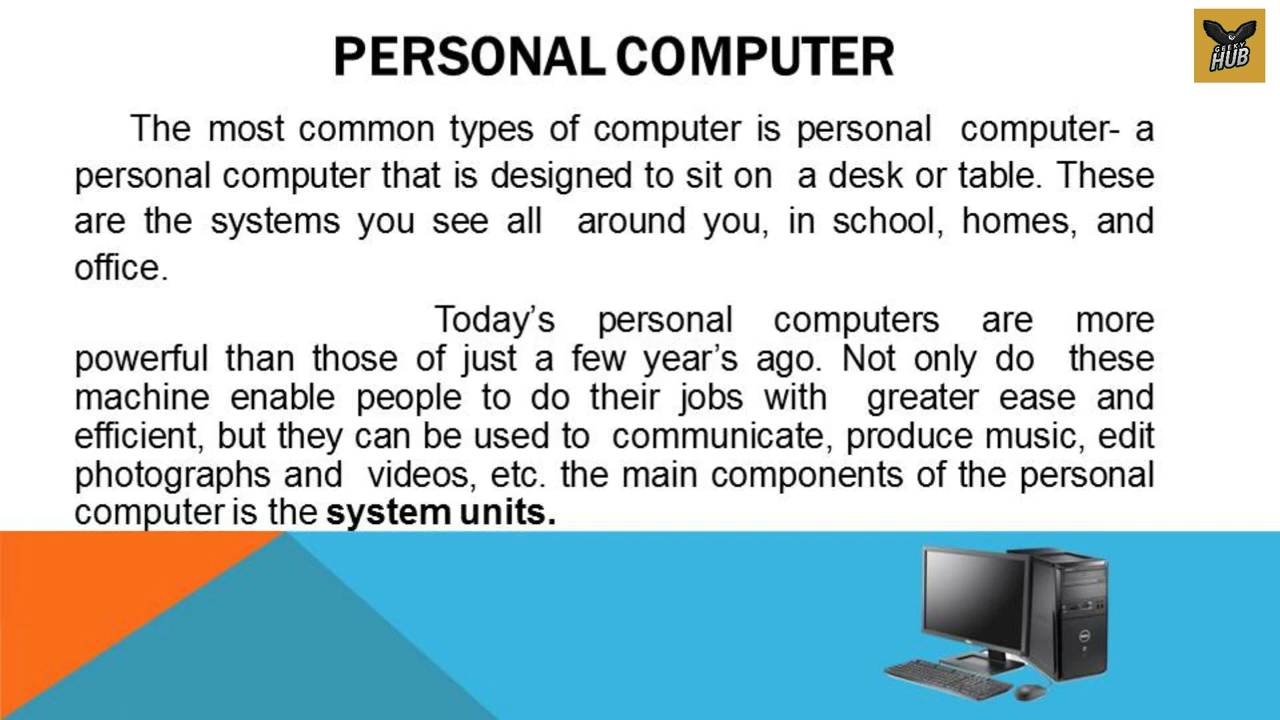 PERSONAL COMPUTER
GEEKY
HUB
The most common types of computer is personal computer- a
personal computer that is designed to sit on a desk or table. These
are the systems you see all around you, in school, homes, and
office.
Today's personal computers are more
powerful than those of just a few year's ago. Not only do these
machine enable people to do their jobs with greater ease and
efficient, but they can be used to communicate, produce music, edit
photographs and videos, etc. the main components of the personal
computer is the system units.